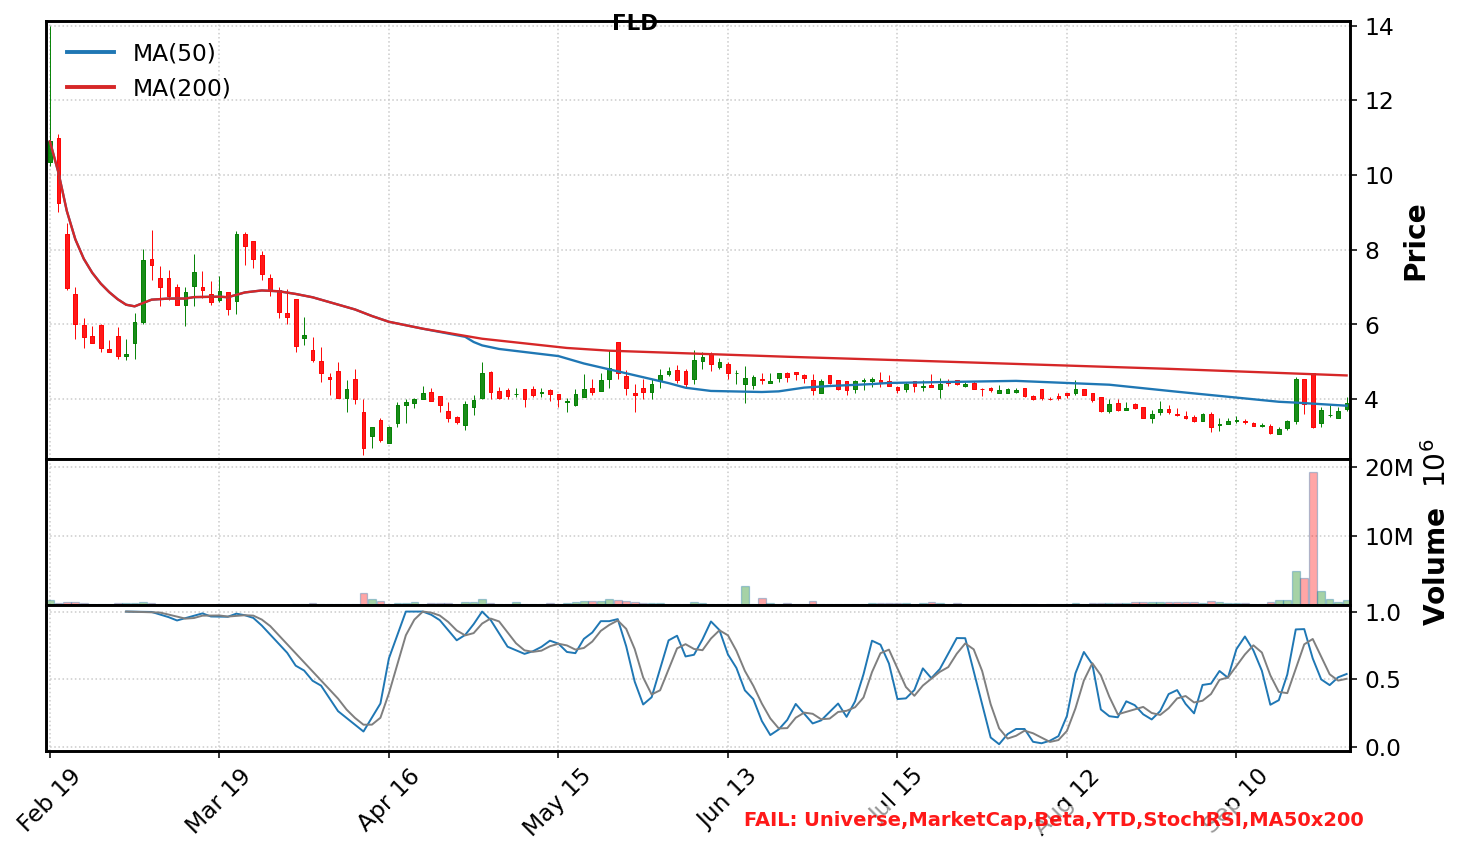 FLD
MA(50)
MA(200)
14
12
10
8
6
4
Price
20M
10M
Volume 10^6
1.0
0.5
0.0
Feb 19
Mar 19
Apr 16
May 15
Jun 13
Jul 15
Aug 12
Sep 10
FAIL: Universe,MarketCap,Beta,YTD,StochRSI,MA50x200